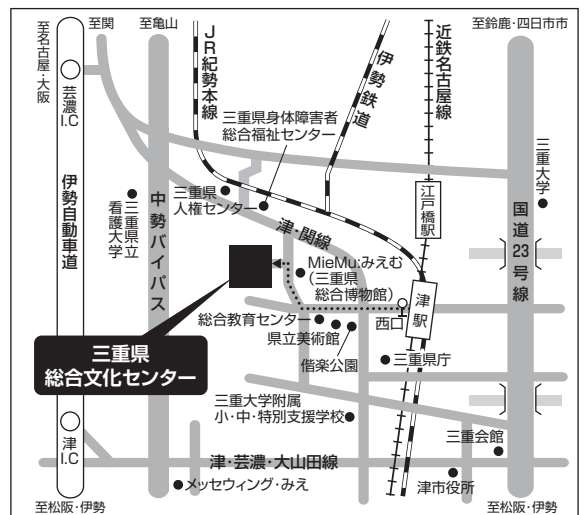 至関
至亀山
至鈴鹿・四日市市
至名古屋・大阪
芸濃
I.C
JR紀勢本線
伊勢鉄道
近鉄名古屋線
三重県身体障害者
総合福祉センター
三重大学
江戸橋駅
三重県
人権センター
伊勢自動車道
三重県立
看護大学
中勢バイパス
津・関線
国道23号線
MieMu:みえむ
(三重県
総合博物館)
津駅
西口
総合教育センター
県立美術館
偕楽公園
三重県
総合文化センター
三重県庁
三重大学附属
小・中・特別支援学校
三重会館
津
I.C
津・芸濃・大山田線
メッセウィング・みえ
津市役所
至松阪・伊勢
至松阪・伊勢